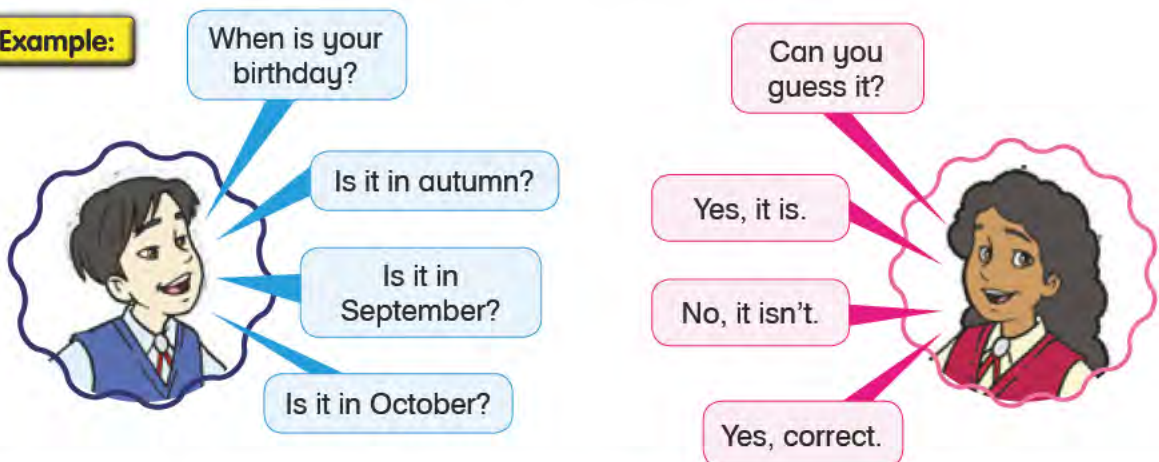 Example:
When is your
birthday?
Can you
guess it?
Is it in autumn?
Yes, it is.
Is it in
September?
No, it isn't.
Is it in October?
Yes, correct.